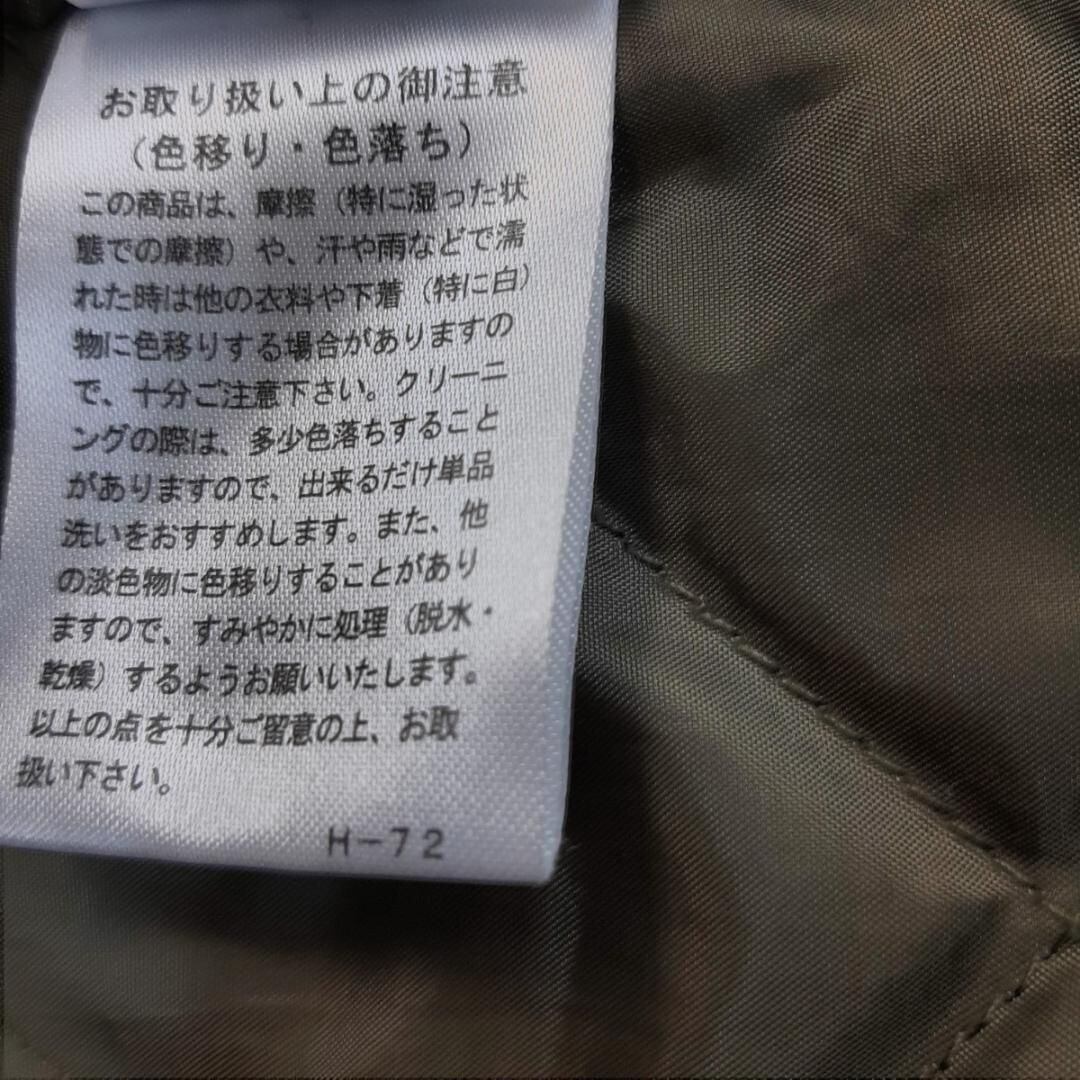 お取り扱い上の御注意
（色移り・色落ち）
この商品は、摩擦（特に湿った状
態での摩擦）や、汗や雨などで濡
れた時は他の衣料や下着（特に白）
物に色移りする場合がありますの
で、十分ご注意下さい。クリーニ
ングの際は、多少色落ちすること
がありますので、出来るだけ単品
洗いをおすすめします。また、他
の淡色物に色移りすることがあり
ますので、すみやかに処理（脱水・
乾燥）するようお願いいたします。
以上の点を十分ご留意の上、お取
扱い下さい。
H-72